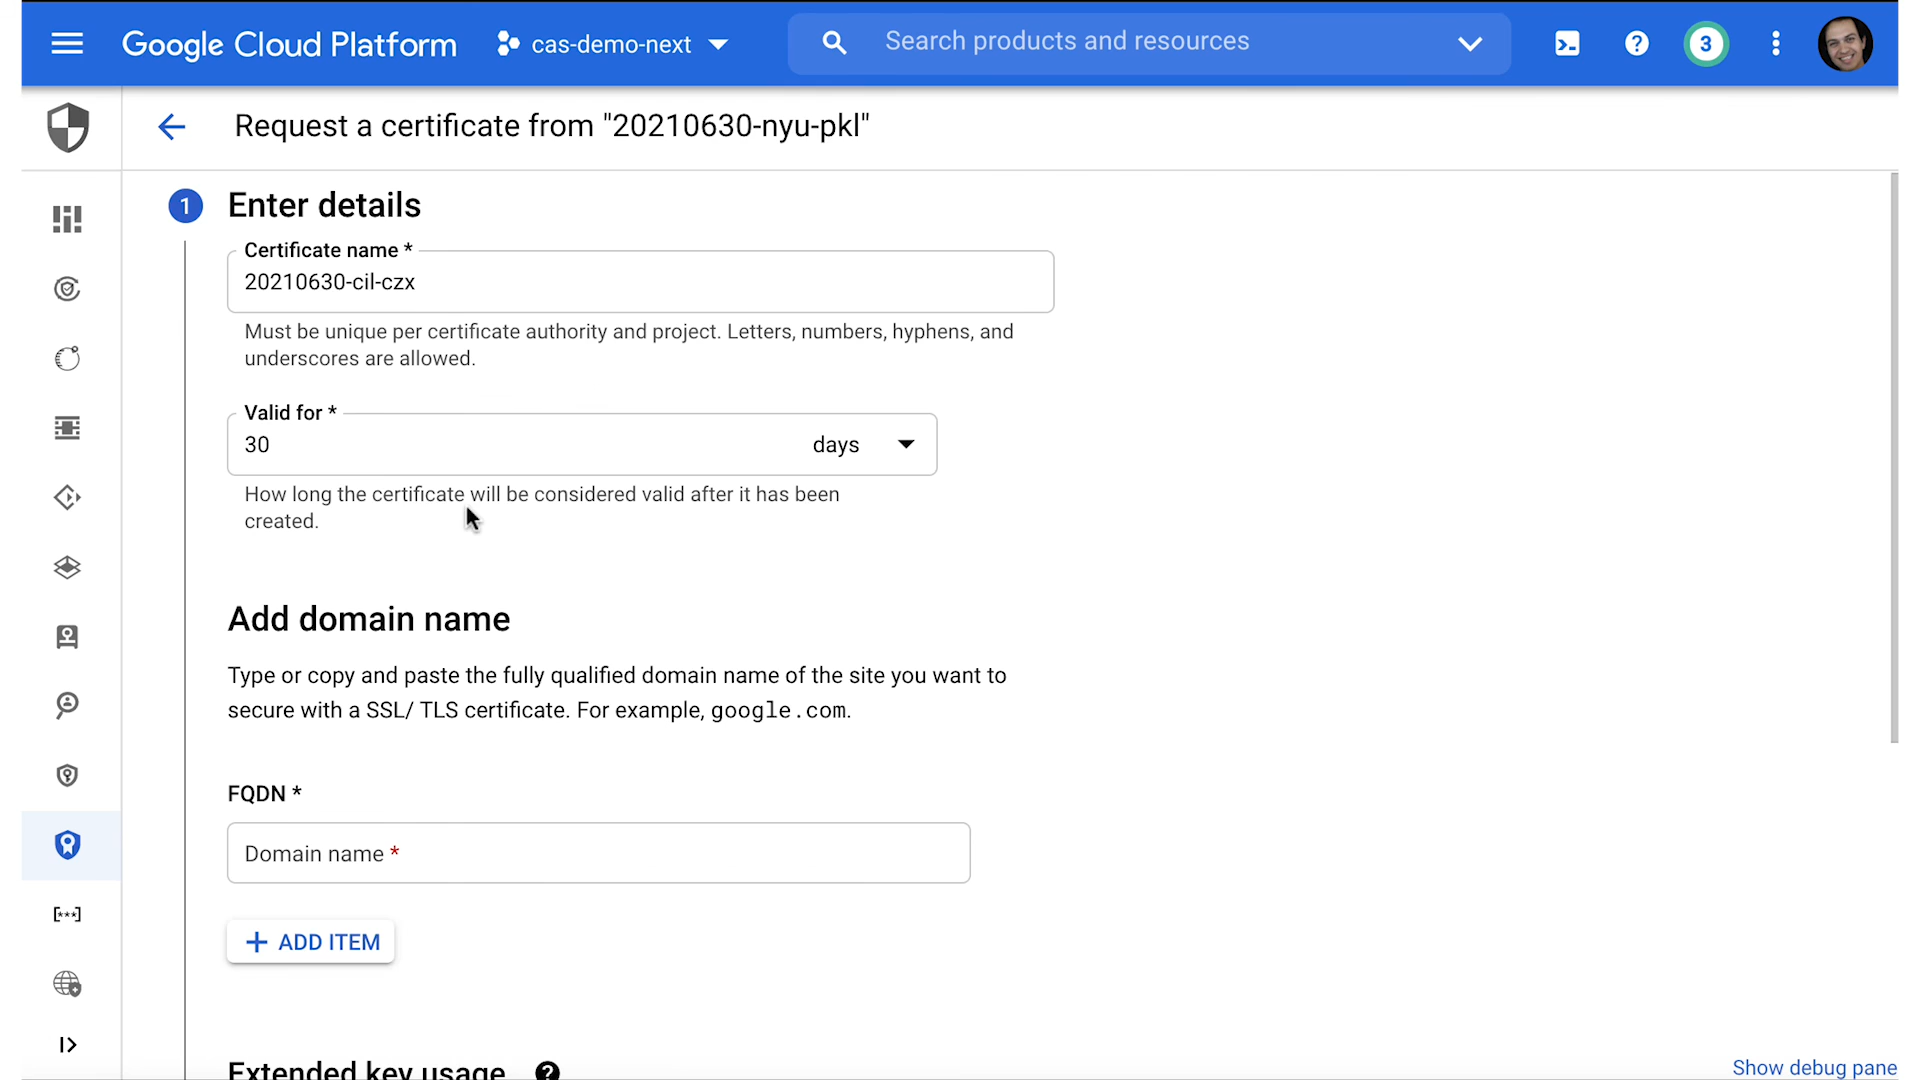 Google Cloud Platform
cas-demo-next
Search products and resources
3
Request a certificate from "20210630-nyu-pkl"
1
Enter details
Certificate name *
20210630-cil-czx
Must be unique per certificate authority and project. Letters, numbers, hyphens, and
underscores are allowed.
Valid for *
30 days
How long the certificate will be considered valid after it has been
created.
Add domain name
Type or copy and paste the fully qualified domain name of the site you want to
secure with a SSL/ TLS certificate. For example, google.com.
FQDN *
Domain name *
ADD ITEM
Extended key usage
Show debug pane